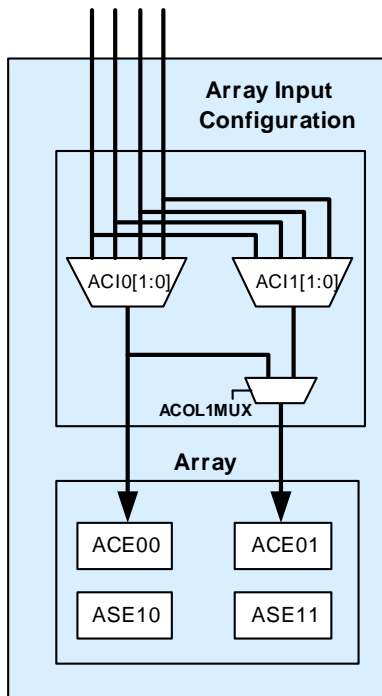 Array Input
Configuration
ACI0[1:0]
ACI1[1:0]
ACOL1MUX
Array
ACE00
ACE01
ASE10
ASE11